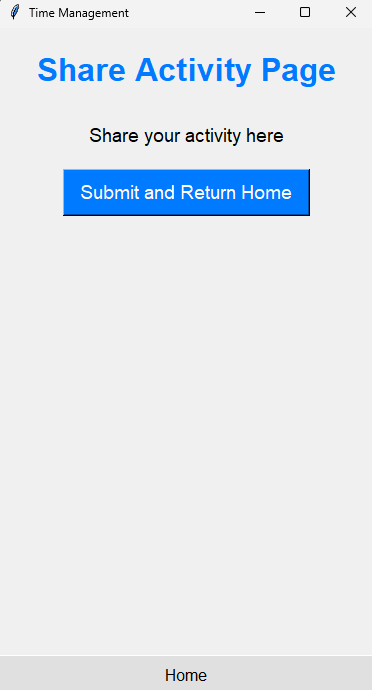 Time Management
Share Activity Page
Share your activity here
Submit and Return Home
Home